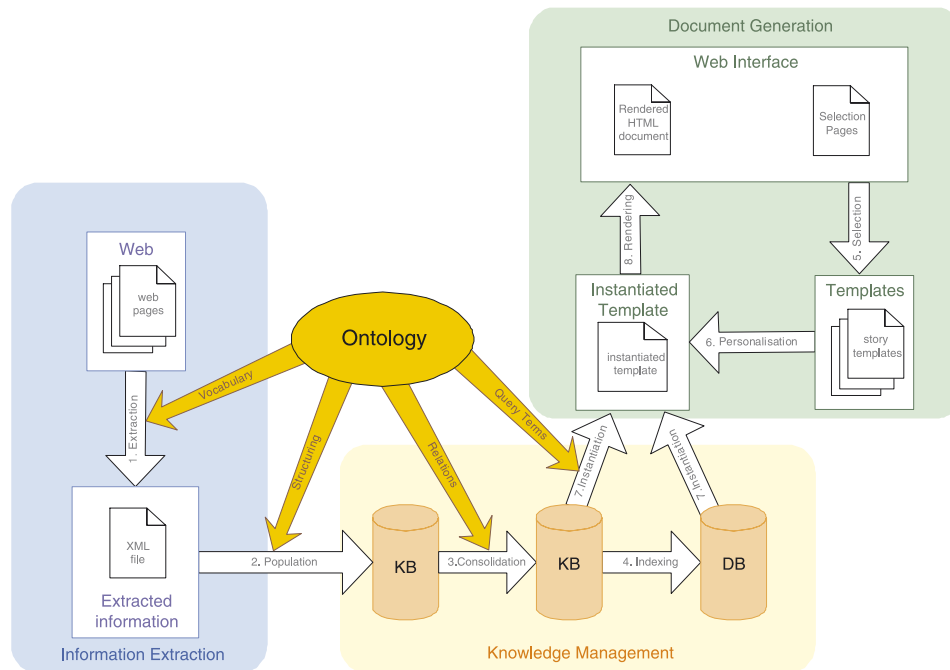 Document Generation
Web Interface
Rendered
HTML
document
Selection
Pages
8. Rendering
5. Selection
Web
web
pages
Instantiated
Template
instantiated
template
Templates
story
templates
6. Personalisation
Ontology
Vocabulary
Structuring
Relations
Query Terms
1. Extraction
7.Instantiation
7.Instantiation
XML
file
Extracted
information
2. Population
KB
3.Consolidation
KB
4. Indexing
DB
Information Extraction
Knowledge Management